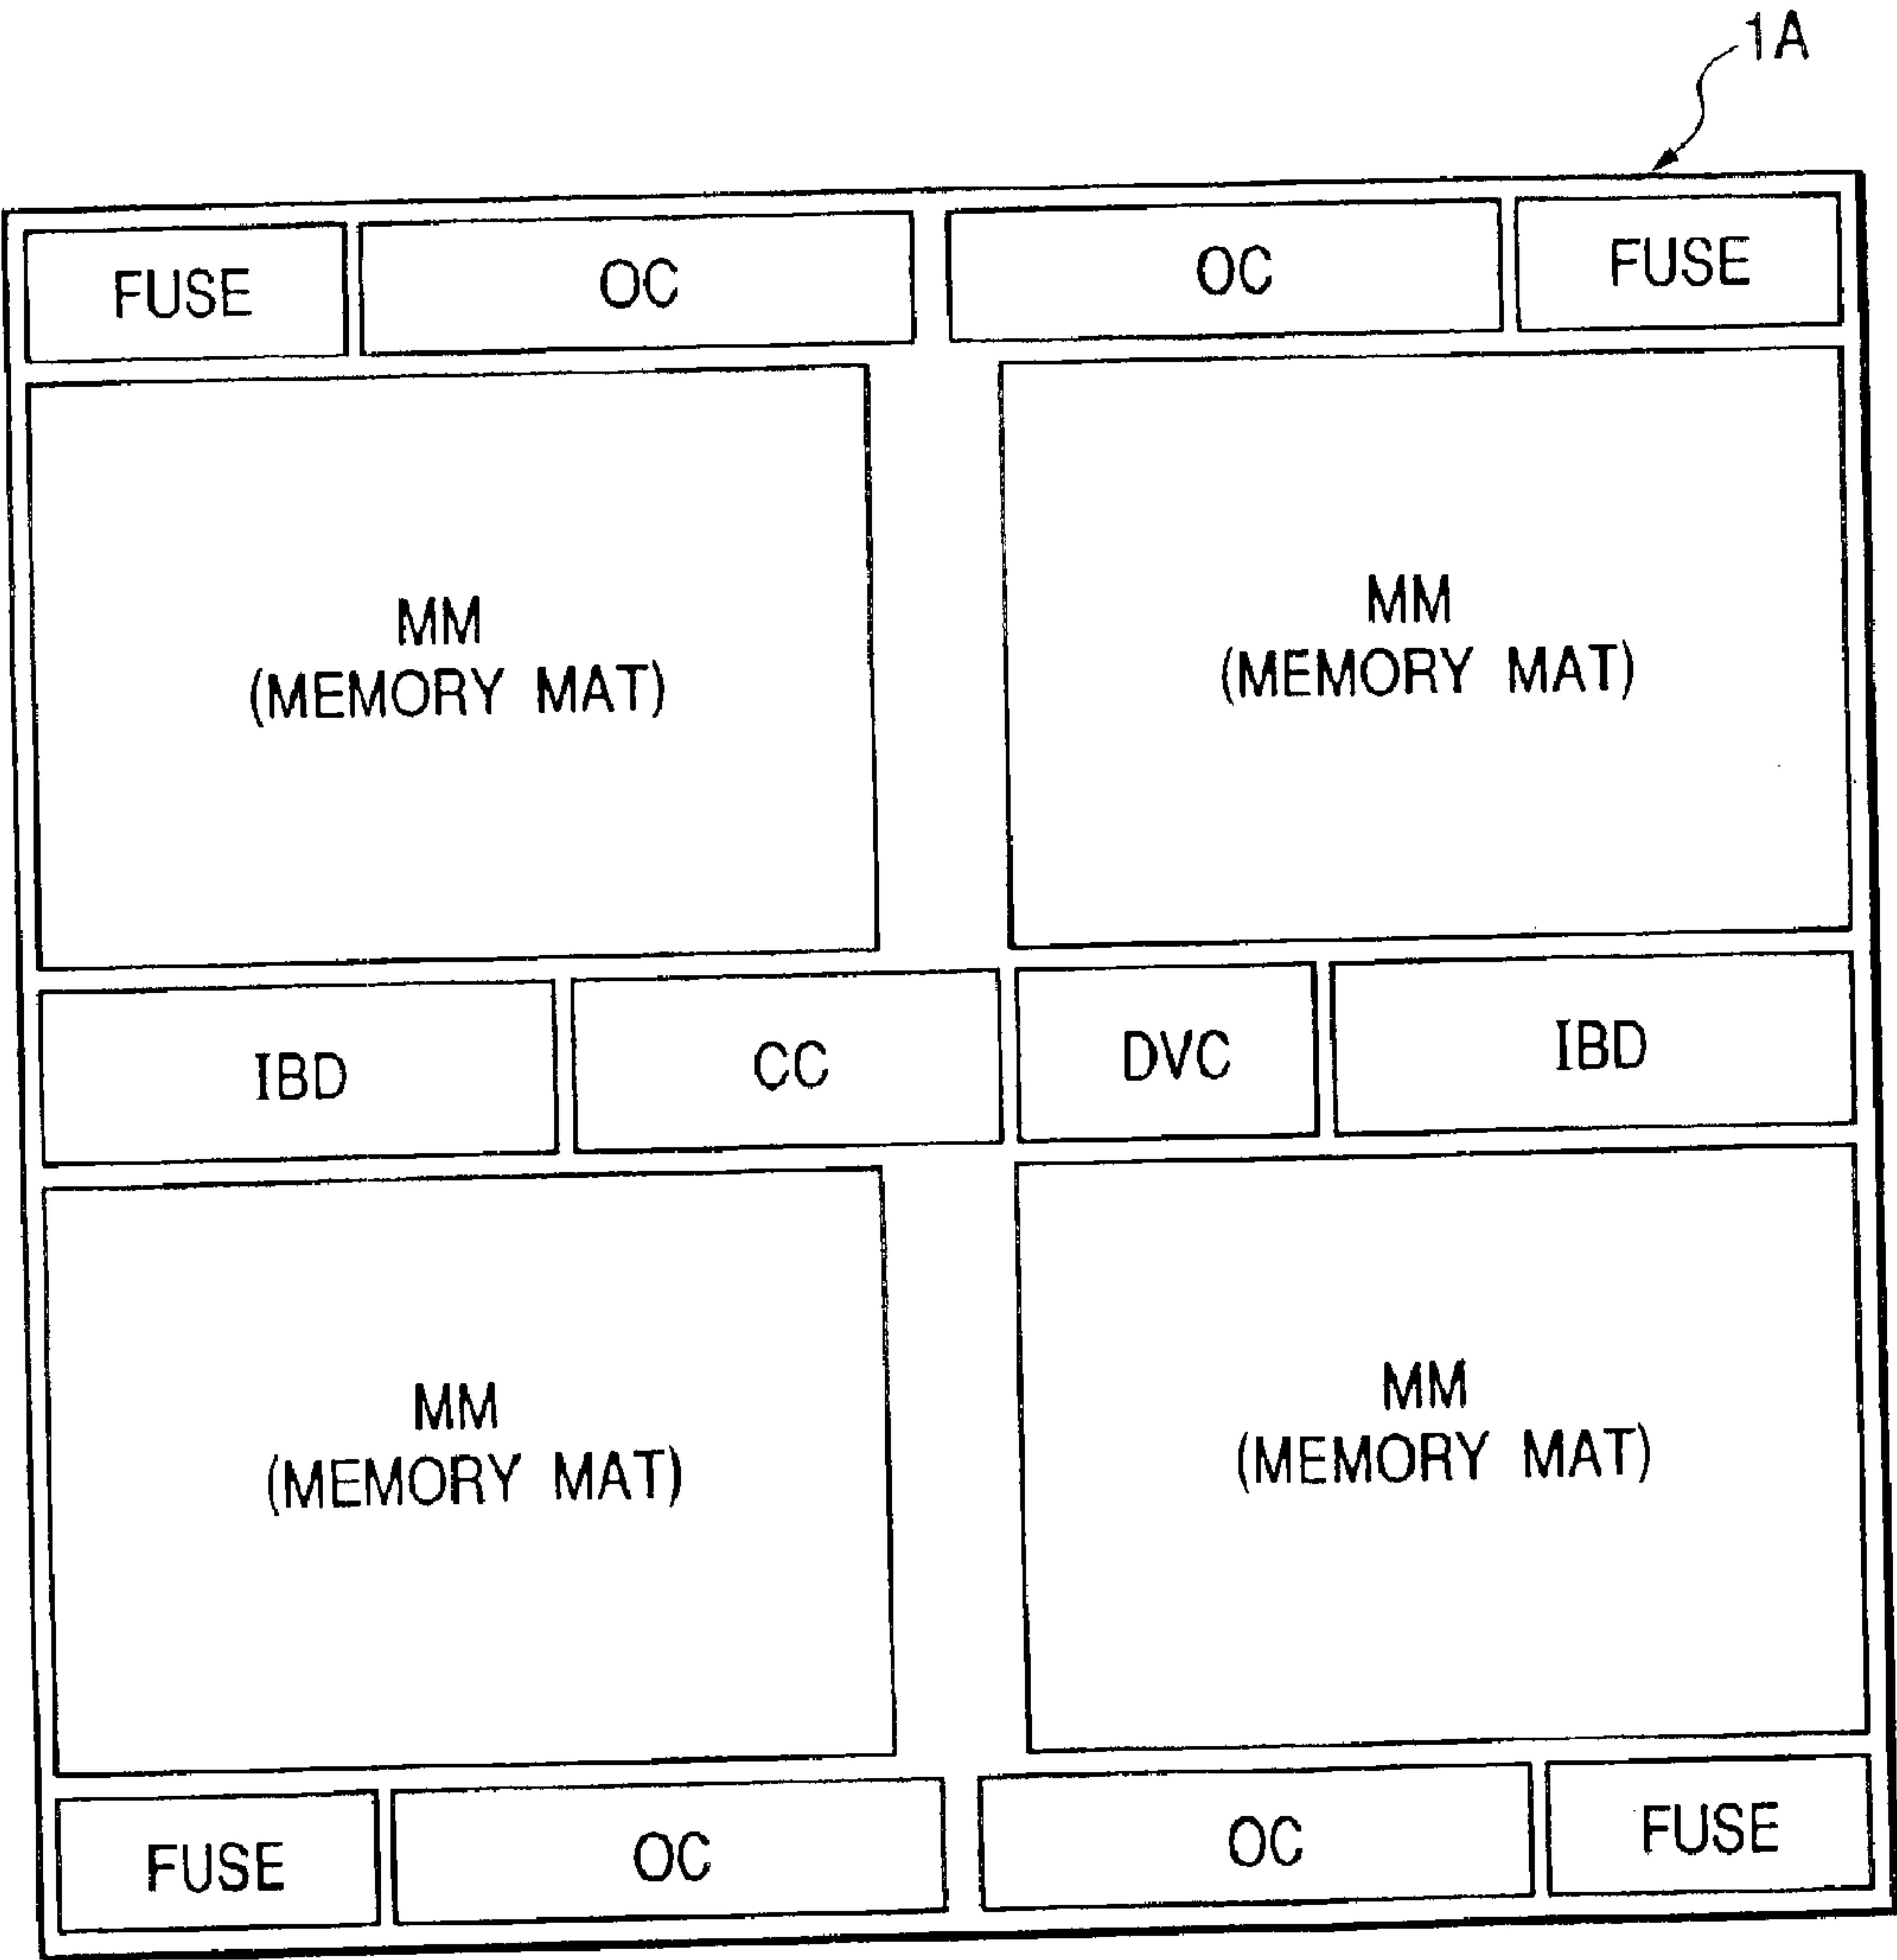 1A
FUSE
OC
OC
FUSE
MM
(MEMORY MAT)
MM
(MEMORY MAT)
IBD
CC
DVC
IBD
MM
(MEMORY MAT)
MM
(MEMORY MAT)
FUSE
OC
OC
FUSE